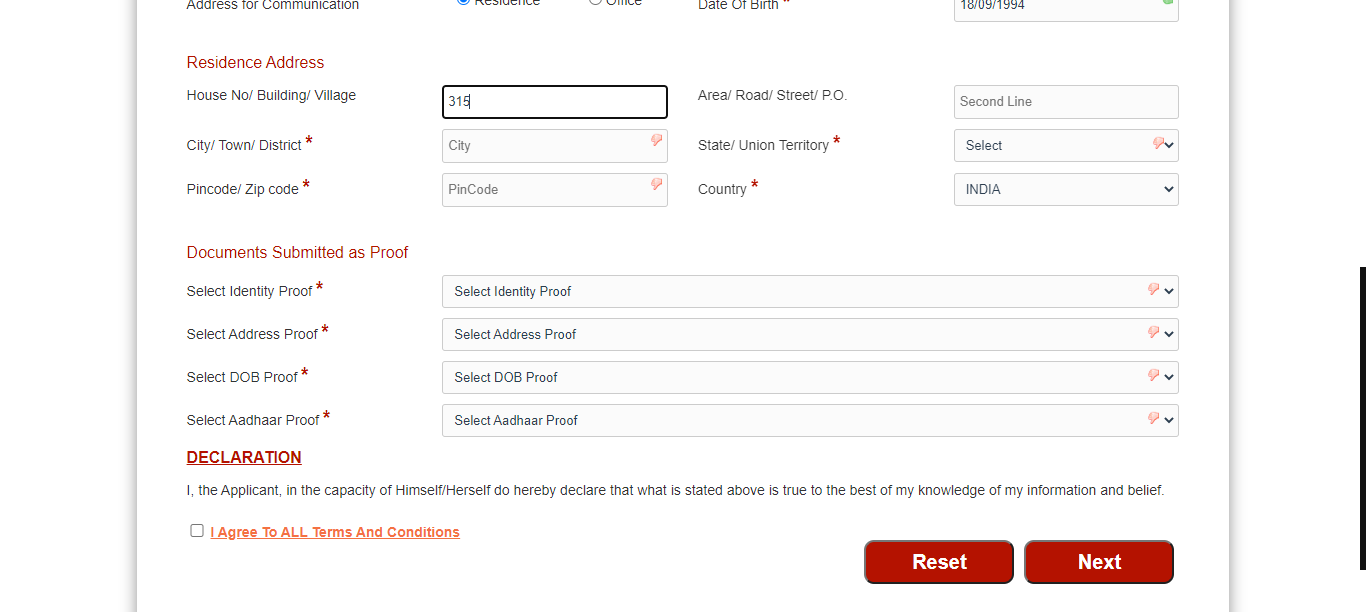 Address for Communication Residence Office Date Of Birth * 18/09/1994
Residence Address
House No/ Building/ Village 315 Area/ Road/ Street/ P.O. Second Line
City/ Town/ District * City State/ Union Territory * Select
Pincode/ Zip code * PinCode Country * INDIA
Documents Submitted as Proof
Select Identity Proof * Select Identity Proof
Select Address Proof * Select Address Proof
Select DOB Proof * Select DOB Proof
Select Aadhaar Proof * Select Aadhaar Proof
DECLARATION
I, the Applicant, in the capacity of Himself/Herself do hereby declare that what is stated above is true to the best of my knowledge of my information and belief.
I Agree To ALL Terms And Conditions
Reset Next